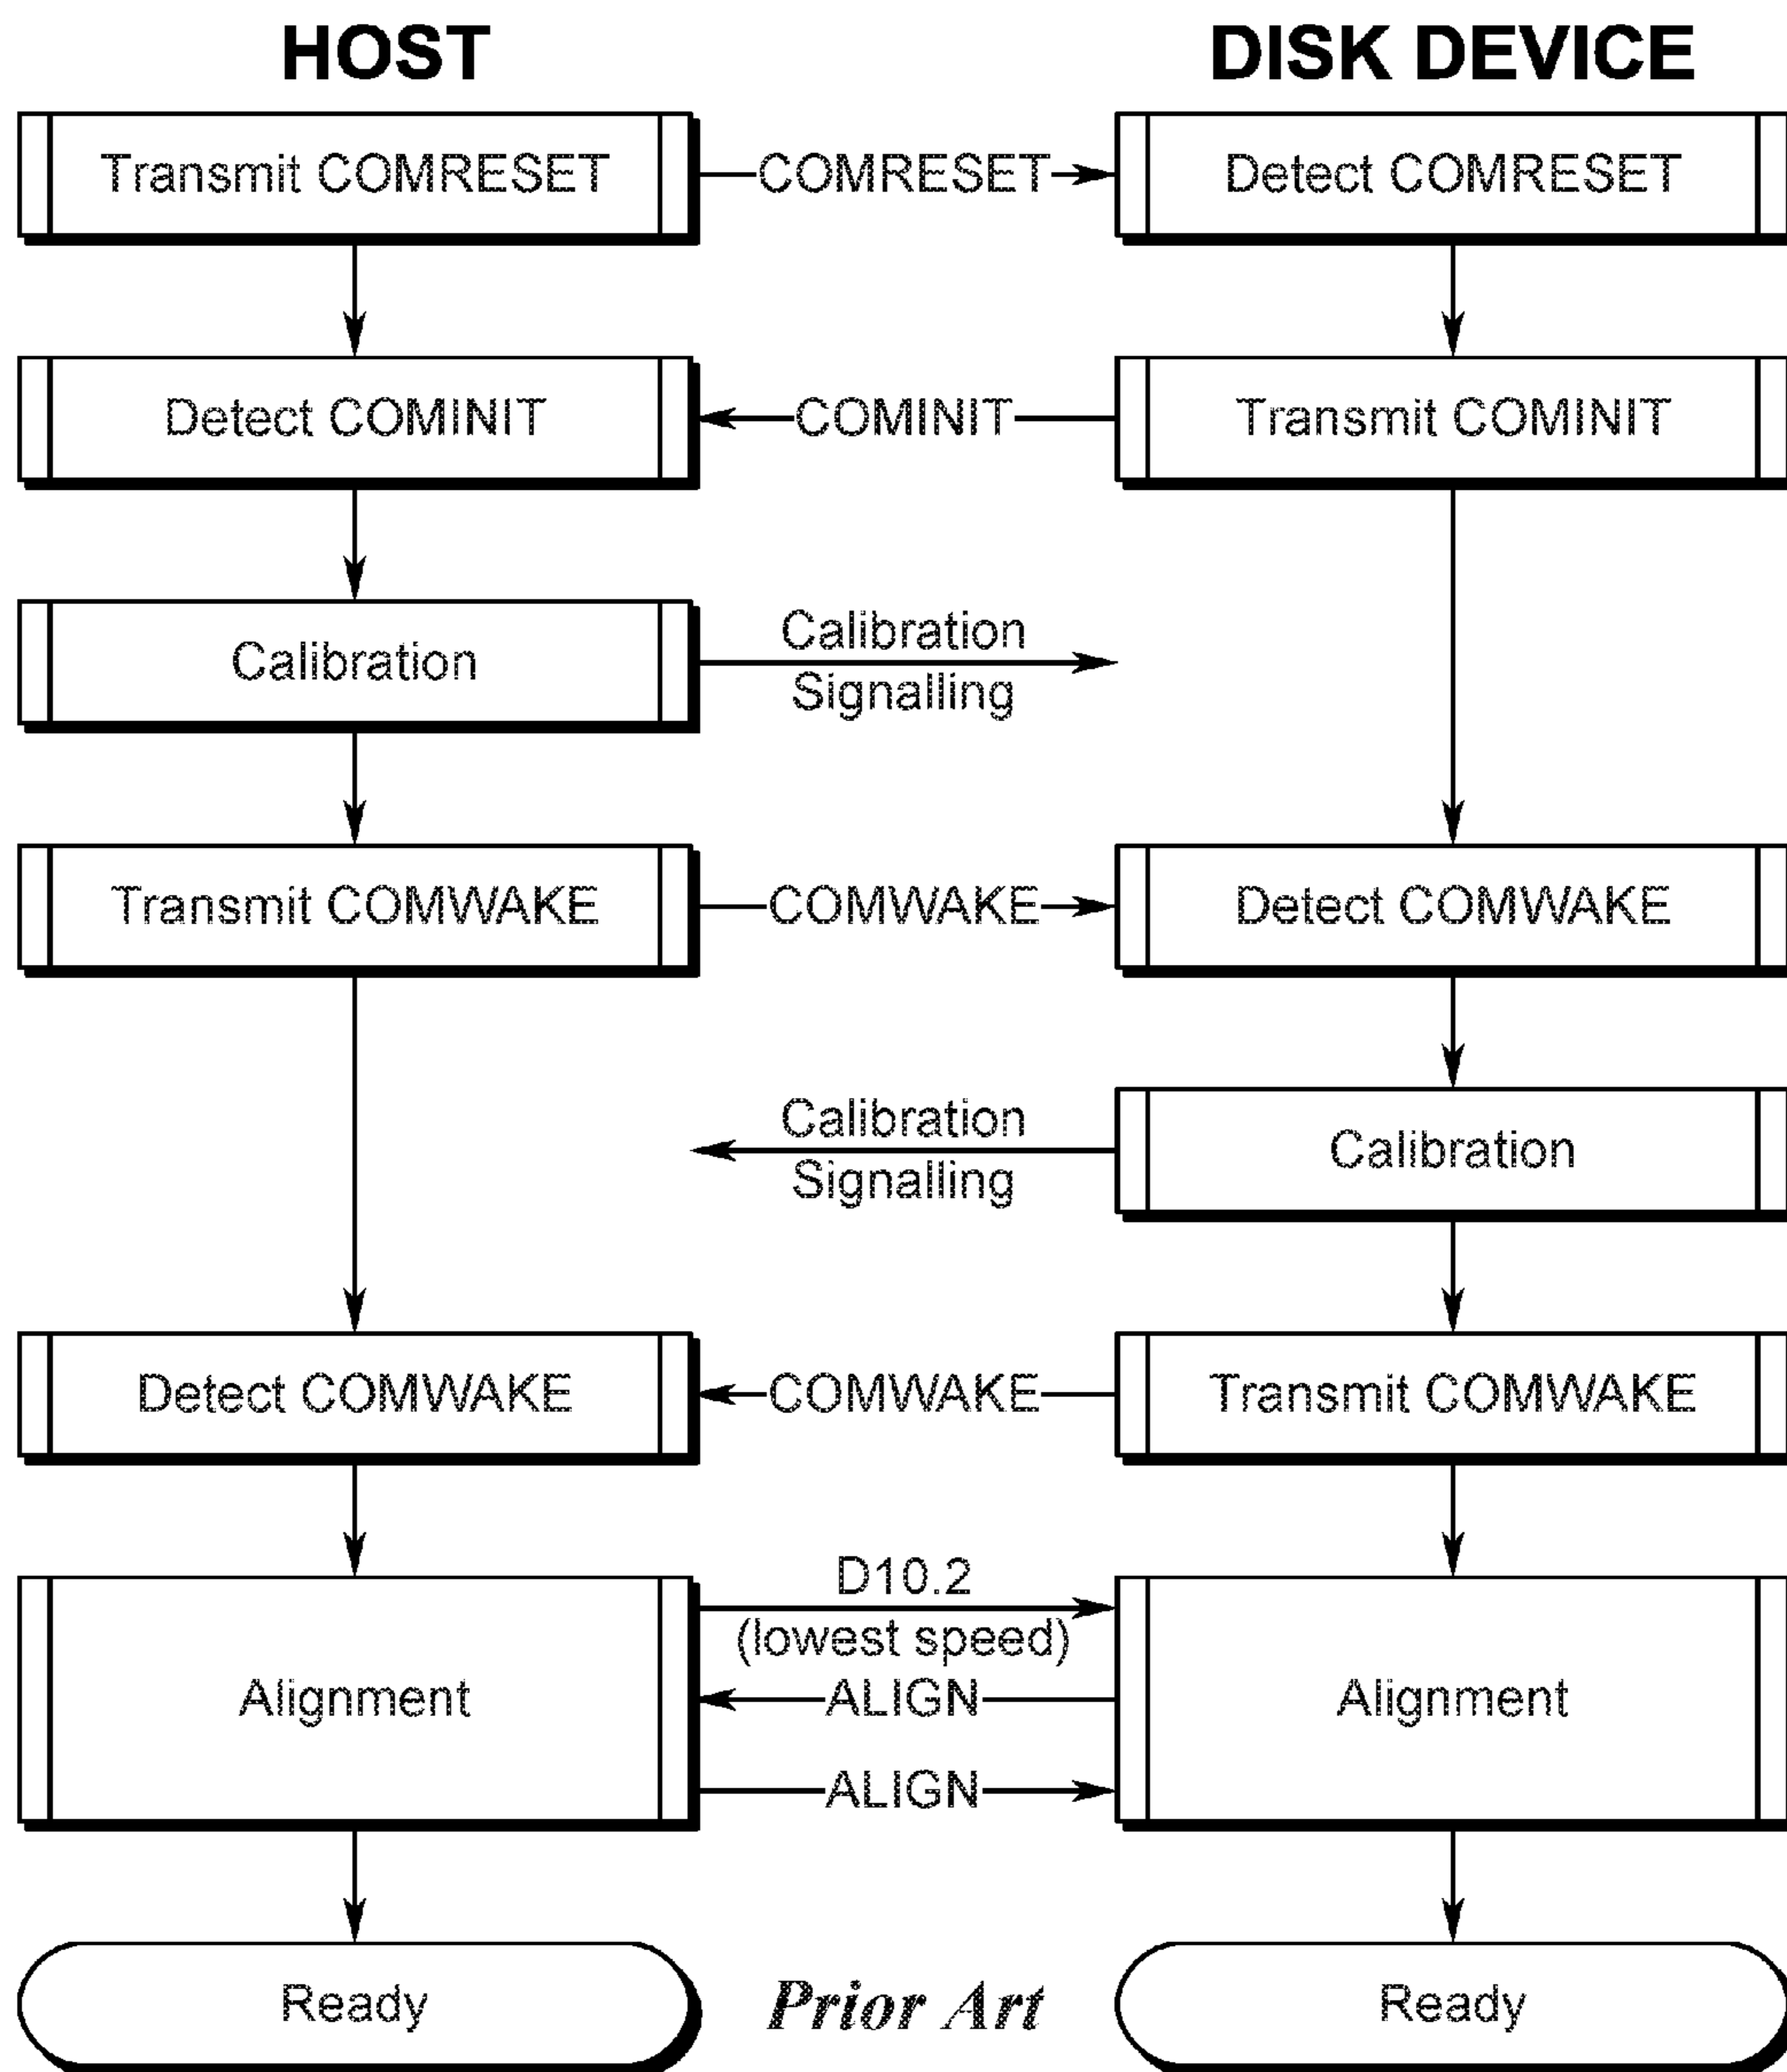 HOST
DISK DEVICE
Transmit COMRESET
COMRESET
Detect COMRESET
Detect COMINIT
COMINIT
Transmit COMINIT
Calibration
Calibration
Signalling
Transmit COMWAKE
COMWAKE
Detect COMWAKE
Calibration
Signalling
Calibration
Detect COMWAKE
COMWAKE
Transmit COMWAKE
Alignment
D10.2
(lowest speed)
ALIGN
ALIGN
Alignment
Ready
Prior Art
Ready